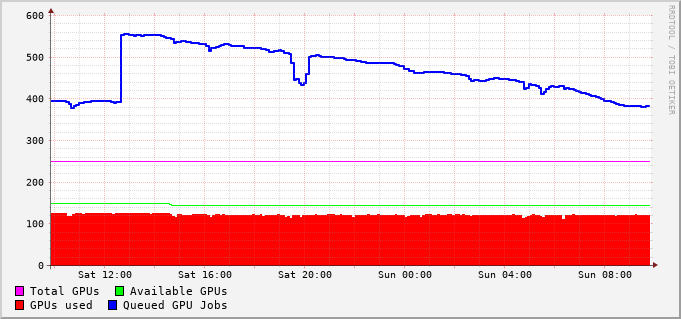 600
500
400
300
200
100
0
Sat 12:00 Sat 16:00 Sat 20:00 Sun 00:00 Sun 04:00 Sun 08:00
Total GPUs Available GPUs
GPUs used Queued GPU Jobs
RRDTOOL / TOBI OETIKER